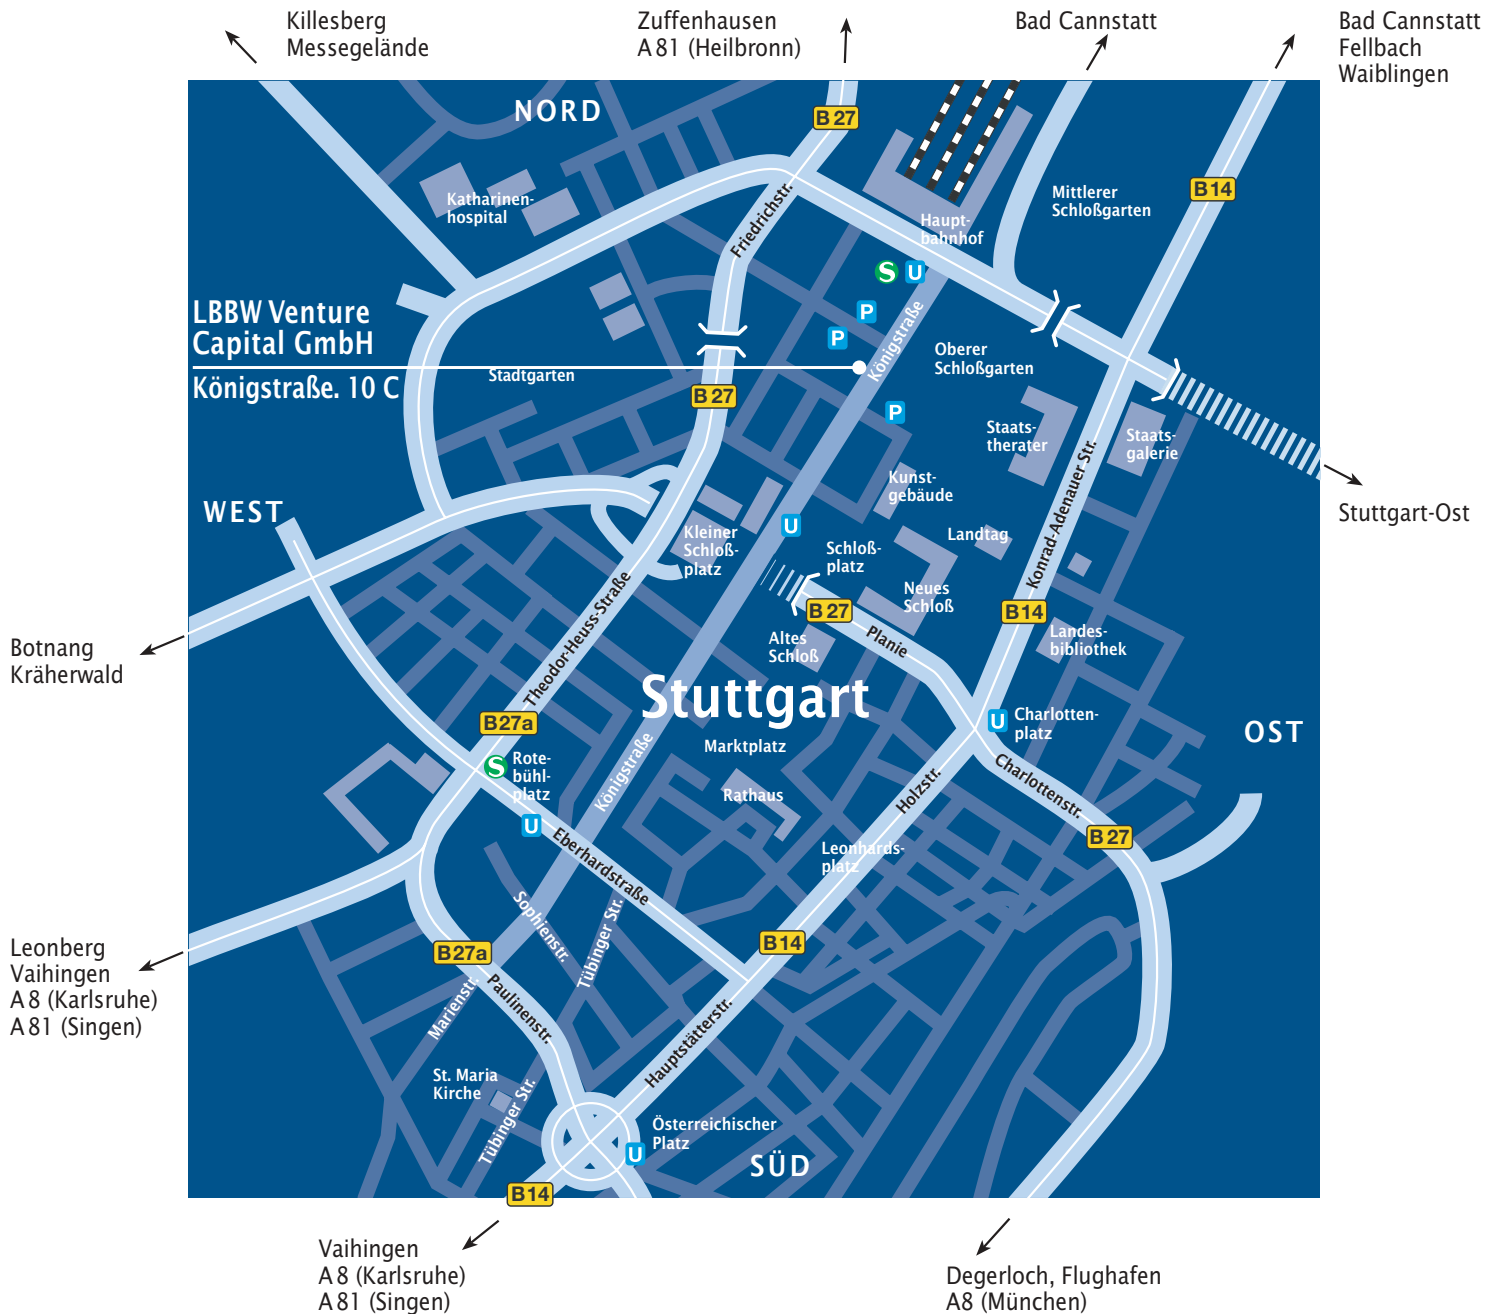 Killesberg
Messegelände
Zuffenhausen
A 81 (Heilbronn)
Bad Cannstatt
Bad Cannstatt
Fellbach
Waiblingen
NORD
B 27
B 14
Katharinen-
hospital
Mittlerer
Schloßgarten
Friedrichstr.
Haupt-
bahnhof
S
U
LBBW Venture
Capital GmbH
Königstraße. 10 C
P
P
Königstraße
Oberer
Schloßgarten
Stadtgarten
B 27
P
Staats-
therater
Staats-
galerie
Konrad-Adenauer Str.
Kunst-
gebäude
WEST
Stuttgart-Ost
U
Kleiner
Schloß-
platz
Schloß-
platz
Landtag
Neues
Schloß
B 27
B 14
Planie
Altes
Schloß
Landes-
bibliothek
Botnang
Kräherwald
Theodor-Heuss-Straße
Stuttgart
B27a
U
Charlotten-
platz
OST
Marktplatz
S
Rote-
bühl-
platz
Königstraße
Rathaus
Holzstr.
Charlottenstr.
U
B 27
Eberhardstraße
Leonhards-
platz
Sophienstr.
Tübinger Str.
B 14
B27a
Leonberg
Vaihingen
A 8 (Karlsruhe)
A 81 (Singen)
Marienstr.
Paulinenstr.
Hauptstätterstr.
St. Maria
Kirche
Tübinger Str.
Österreichischer
Platz
U
SÜD
B 14
Vaihingen
A 8 (Karlsruhe)
A 81 (Singen)
Degerloch, Flughafen
A8 (München)